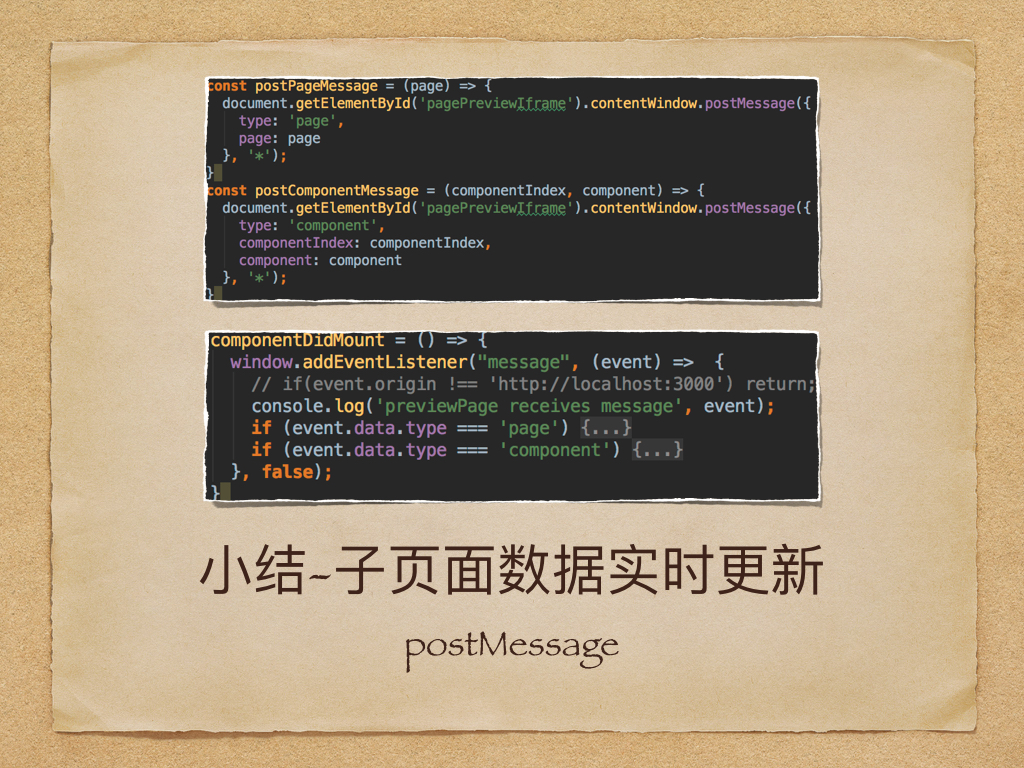 const postPageMessage = (page) => {
document.getElementById('pagePreviewIframe').contentWindow.postMessage({
type: 'page',
page: page
}, '*');
}
const postComponentMessage = (componentIndex, component) => {
document.getElementById('pagePreviewIframe').contentWindow.postMessage({
type: 'component',
componentIndex: componentIndex,
component: component
}, '*');
}
componentDidMount = () => {
window.addEventListener("message", (event) => {
// if(event.origin !== 'http://localhost:3000') return;
console.log('previewPage receives message', event);
if (event.data.type === 'page') {...}
if (event.data.type === 'component') {...}
}, false);
}
小结-子页面数据实时更新
postMessage